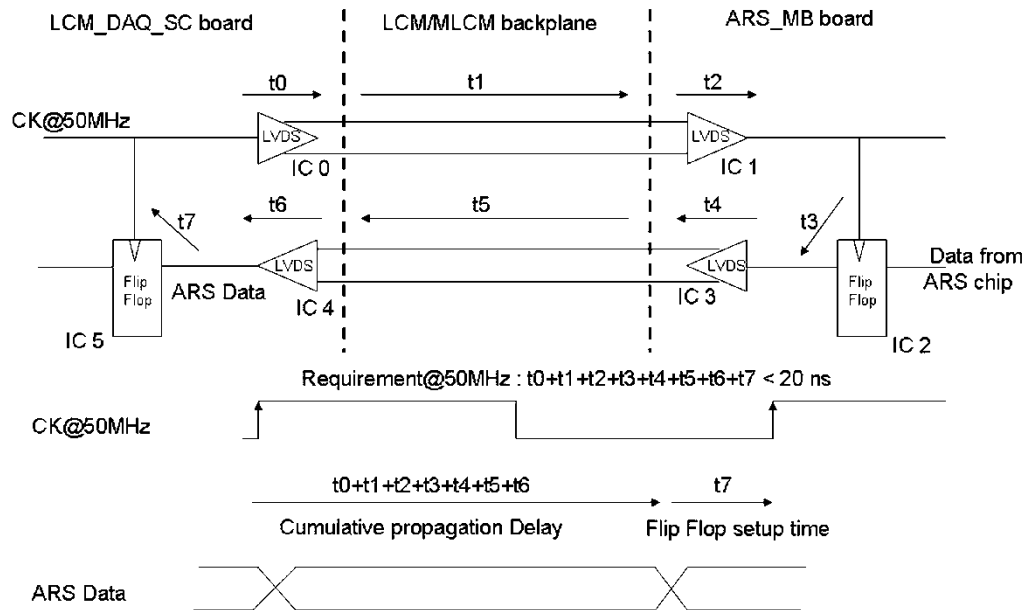 LCM_DAQ_SC board
LCM/MLCM backplane
ARS_MB board
t0
t1
t2
CK@50MHz
LVDS
LVDS
IC 0
IC 1
t7
t6
t5
t4
t3
Flip
Flop
LVDS
LVDS
Flip
Flop
Data from
ARS chip
ARS Data
IC 4
IC 3
IC 5
IC 2
Requirement@50MHz : t0+t1+t2+t3+t4+t5+t6+t7 < 20 ns
CK@50MHz
t0+t1+t2+t3+t4+t5+t6
t7
Cumulative propagation Delay
Flip Flop setup time
ARS Data